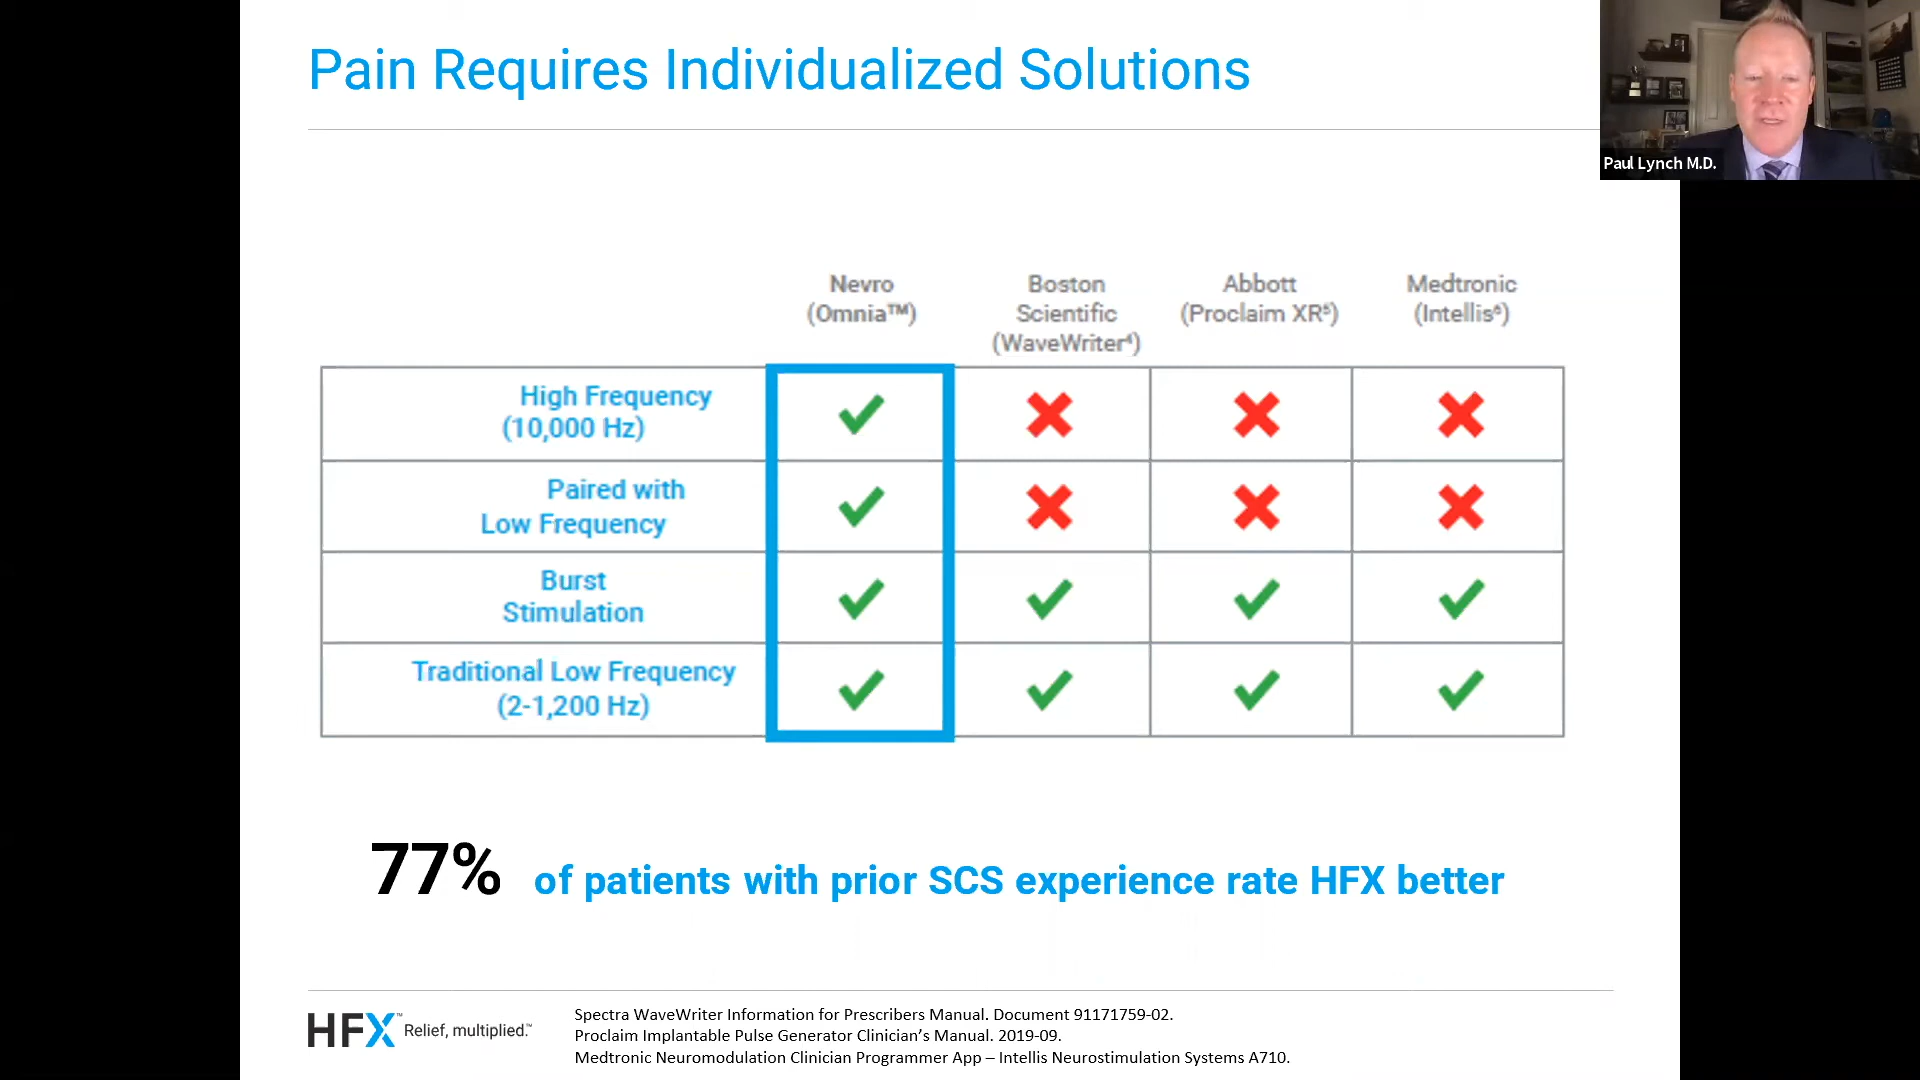 Pain Requires Individualized Solutions
Paul Lynch M.D.
Nevro
(Omnia™)
Boston
Scientific
(WaveWriter⁴)
Abbott
(Proclaim XR⁵)
Medtronic
(Intellis⁶)
High Frequency
(10,000 Hz)
Paired with
Low Frequency
Burst
Stimulation
Traditional Low Frequency
(2-1,200 Hz)
77% of patients with prior SCS experience rate HFX better
HFX™ Relief, multiplied.™
Spectra WaveWriter Information for Prescribers Manual. Document 91171759-02.
Proclaim Implantable Pulse Generator Clinician’s Manual. 2019-09.
Medtronic Neuromodulation Clinician Programmer App – Intellis Neurostimulation Systems A710.